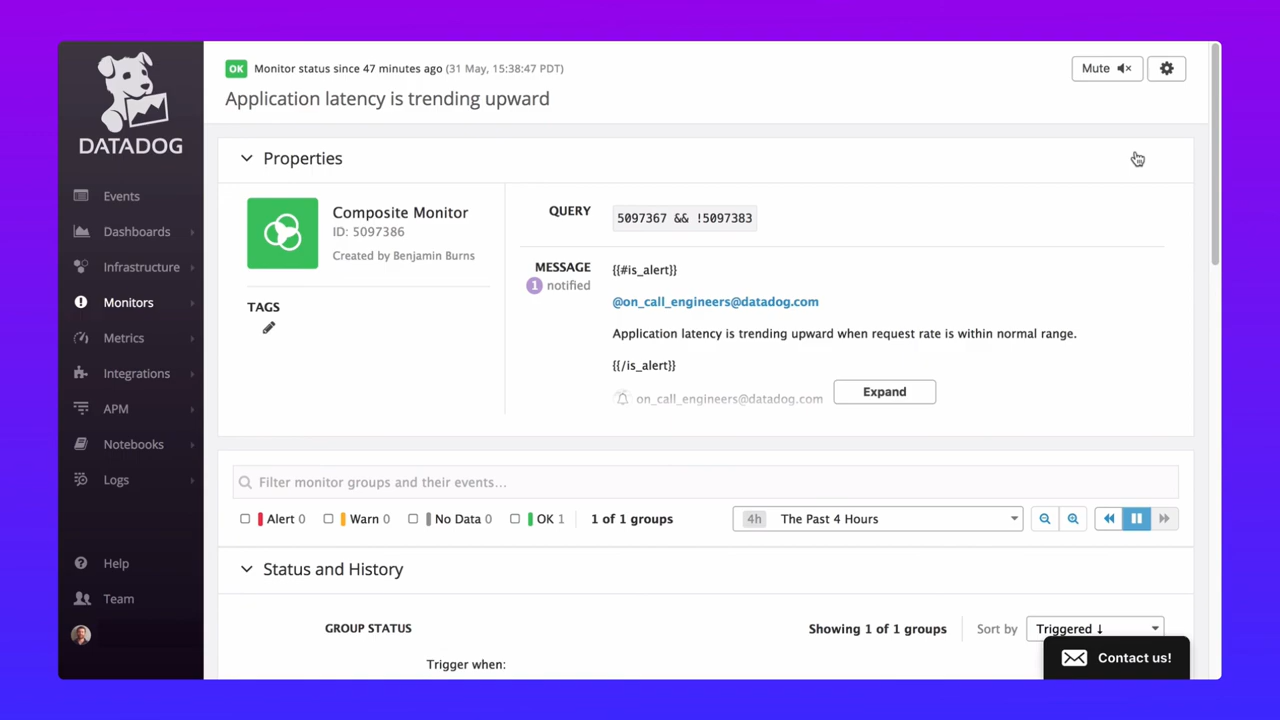 DATADOG
Events
Dashboards
Infrastructure
Monitors
Metrics
Integrations
APM
Notebooks
Logs
Help
Team
OK Monitor status since 47 minutes ago (31 May, 15:38:47 PDT)
Mute
Application latency is trending upward
Properties
Composite Monitor
ID: 5097386
Created by Benjamin Burns
TAGS
QUERY 5097367 && !5097383
MESSAGE
1 notified
{{#is_alert}}
@on_call_engineers@datadog.com
Application latency is trending upward when request rate is within normal range.
{{/is_alert}}
on_call_engineers@datadog.com
Expand
Filter monitor groups and their events...
Alert 0 Warn 0 No Data 0 OK 1 1 of 1 groups 4h The Past 4 Hours
Status and History
GROUP STATUS Showing 1 of 1 groups Sort by Triggered ↓
Trigger when:
Contact us!